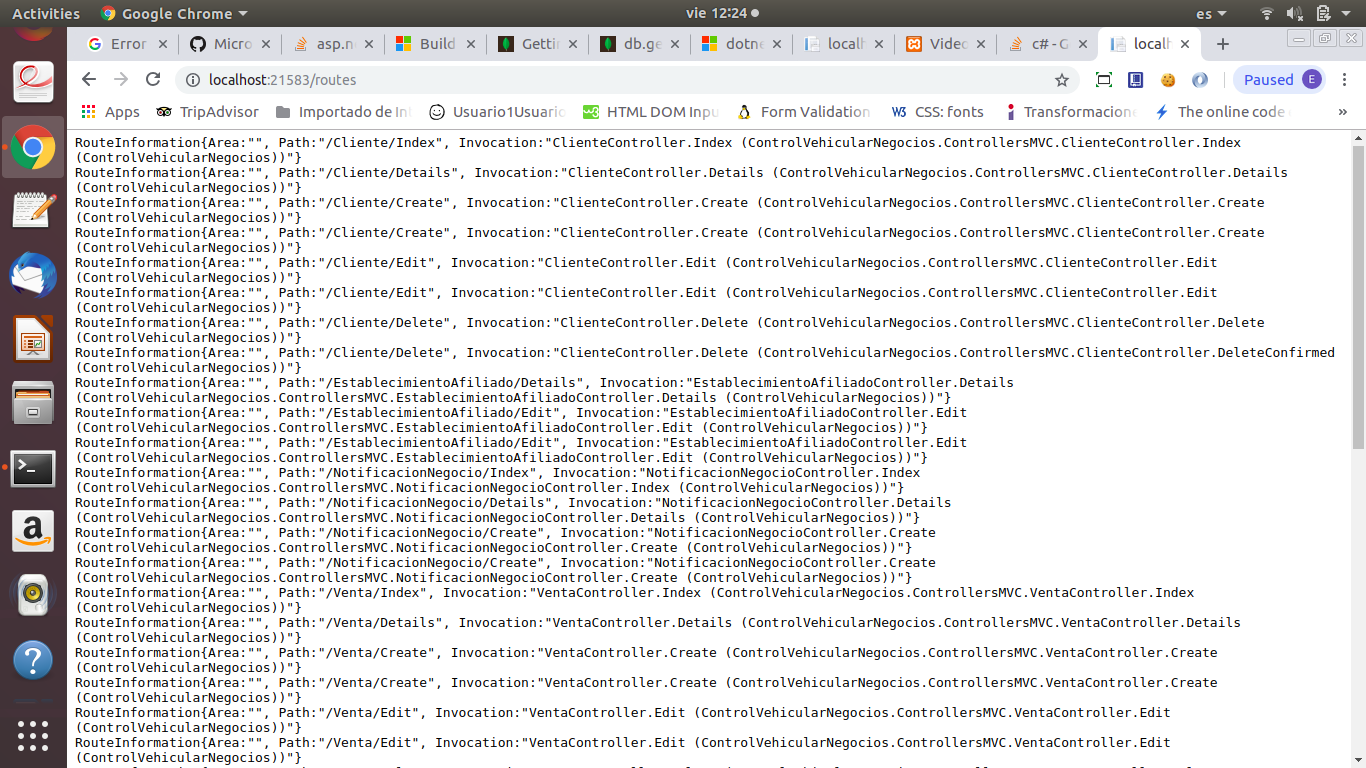 Activities
Google Chrome
vie 12:24
es
Error
Micro
asp.n
Build
Gettin
db.ge
dotne
localh
Video
c# - G
localh
localhost:21583/routes
Paused
E
Apps
TripAdvisor
Importado de In
Usuario1Usuario
HTML DOM Inpu
Form Validation
CSS: fonts
Transformacione
The online code
»
RouteInformation{Area:"", Path:"/Cliente/Index", Invocation:"ClienteController.Index (ControlVehicularNegocios.ControllersMVC.ClienteController.Index
(ControlVehicularNegocios))"}
RouteInformation{Area:"", Path:"/Cliente/Details", Invocation:"ClienteController.Details (ControlVehicularNegocios.ControllersMVC.ClienteController.Details
(ControlVehicularNegocios))"}
RouteInformation{Area:"", Path:"/Cliente/Create", Invocation:"ClienteController.Create (ControlVehicularNegocios.ControllersMVC.ClienteController.Create
(ControlVehicularNegocios))"}
RouteInformation{Area:"", Path:"/Cliente/Create", Invocation:"ClienteController.Create (ControlVehicularNegocios.ControllersMVC.ClienteController.Create
(ControlVehicularNegocios))"}
RouteInformation{Area:"", Path:"/Cliente/Edit", Invocation:"ClienteController.Edit (ControlVehicularNegocios.ControllersMVC.ClienteController.Edit
(ControlVehicularNegocios))"}
RouteInformation{Area:"", Path:"/Cliente/Edit", Invocation:"ClienteController.Edit (ControlVehicularNegocios.ControllersMVC.ClienteController.Edit
(ControlVehicularNegocios))"}
RouteInformation{Area:"", Path:"/Cliente/Delete", Invocation:"ClienteController.Delete (ControlVehicularNegocios.ControllersMVC.ClienteController.Delete
(ControlVehicularNegocios))"}
RouteInformation{Area:"", Path:"/Cliente/Delete", Invocation:"ClienteController.Delete (ControlVehicularNegocios.ControllersMVC.ClienteController.DeleteConfirmed
(ControlVehicularNegocios))"}
RouteInformation{Area:"", Path:"/EstablecimientoAfiliado/Details", Invocation:"EstablecimientoAfiliadoController.Details
(ControlVehicularNegocios.ControllersMVC.EstablecimientoAfiliadoController.Details (ControlVehicularNegocios))"}
RouteInformation{Area:"", Path:"/EstablecimientoAfiliado/Edit", Invocation:"EstablecimientoAfiliadoController.Edit
(ControlVehicularNegocios.ControllersMVC.EstablecimientoAfiliadoController.Edit (ControlVehicularNegocios))"}
RouteInformation{Area:"", Path:"/EstablecimientoAfiliado/Edit", Invocation:"EstablecimientoAfiliadoController.Edit
(ControlVehicularNegocios.ControllersMVC.EstablecimientoAfiliadoController.Edit (ControlVehicularNegocios))"}
RouteInformation{Area:"", Path:"/NotificacionNegocio/Index", Invocation:"NotificacionNegocioController.Index
(ControlVehicularNegocios.ControllersMVC.NotificacionNegocioController.Index (ControlVehicularNegocios))"}
RouteInformation{Area:"", Path:"/NotificacionNegocio/Details", Invocation:"NotificacionNegocioController.Details
(ControlVehicularNegocios.ControllersMVC.NotificacionNegocioController.Details (ControlVehicularNegocios))"}
RouteInformation{Area:"", Path:"/NotificacionNegocio/Create", Invocation:"NotificacionNegocioController.Create
(ControlVehicularNegocios.ControllersMVC.NotificacionNegocioController.Create (ControlVehicularNegocios))"}
RouteInformation{Area:"", Path:"/NotificacionNegocio/Create", Invocation:"NotificacionNegocioController.Create
(ControlVehicularNegocios.ControllersMVC.NotificacionNegocioController.Create (ControlVehicularNegocios))"}
RouteInformation{Area:"", Path:"/Venta/Index", Invocation:"VentaController.Index (ControlVehicularNegocios.ControllersMVC.VentaController.Index
(ControlVehicularNegocios))"}
RouteInformation{Area:"", Path:"/Venta/Details", Invocation:"VentaController.Details (ControlVehicularNegocios.ControllersMVC.VentaController.Details
(ControlVehicularNegocios))"}
RouteInformation{Area:"", Path:"/Venta/Create", Invocation:"VentaController.Create (ControlVehicularNegocios.ControllersMVC.VentaController.Create
(ControlVehicularNegocios))"}
RouteInformation{Area:"", Path:"/Venta/Create", Invocation:"VentaController.Create (ControlVehicularNegocios.ControllersMVC.VentaController.Create
(ControlVehicularNegocios))"}
RouteInformation{Area:"", Path:"/Venta/Edit", Invocation:"VentaController.Edit (ControlVehicularNegocios.ControllersMVC.VentaController.Edit
(ControlVehicularNegocios))"}
RouteInformation{Area:"", Path:"/Venta/Edit", Invocation:"VentaController.Edit (ControlVehicularNegocios.ControllersMVC.VentaController.Edit
(ControlVehicularNegocios))"}